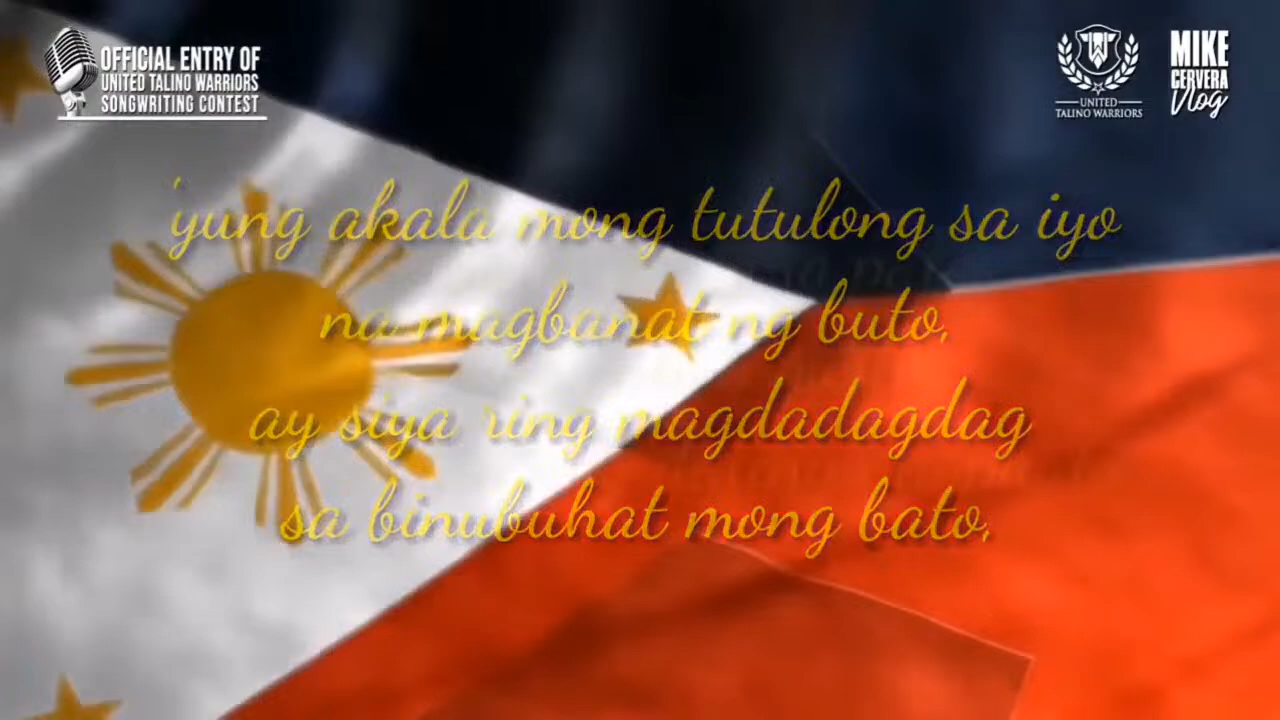 OFFICIAL ENTRY OF
UNITED TALINO WARRIORS
SONGWRITING CONTEST
UNITED
TALINO WARRIORS
MIKE
CERVERA
Vlog
'yung akala mong tutulong sa iyo
na magbanat ng buto,
ay siya 'ring magdadagdag
sa binubuhat mong bato,